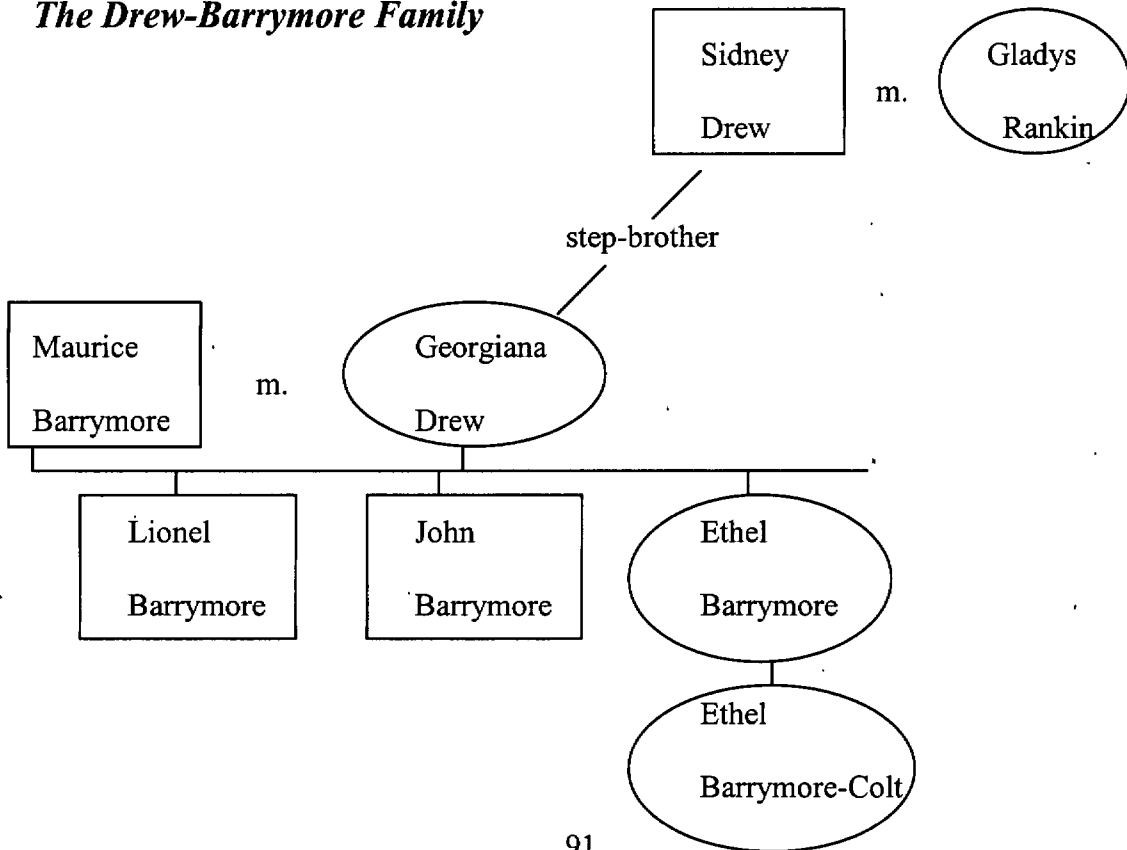 The Drew-Barrymore Family
Sidney
Drew
m.
Gladys
Rankin
step-brother
Maurice
Barrymore
m.
Georgiana
Drew
Lionel
Barrymore
John
Barrymore
Ethel
Barrymore
Ethel
Barrymore-Colt
91